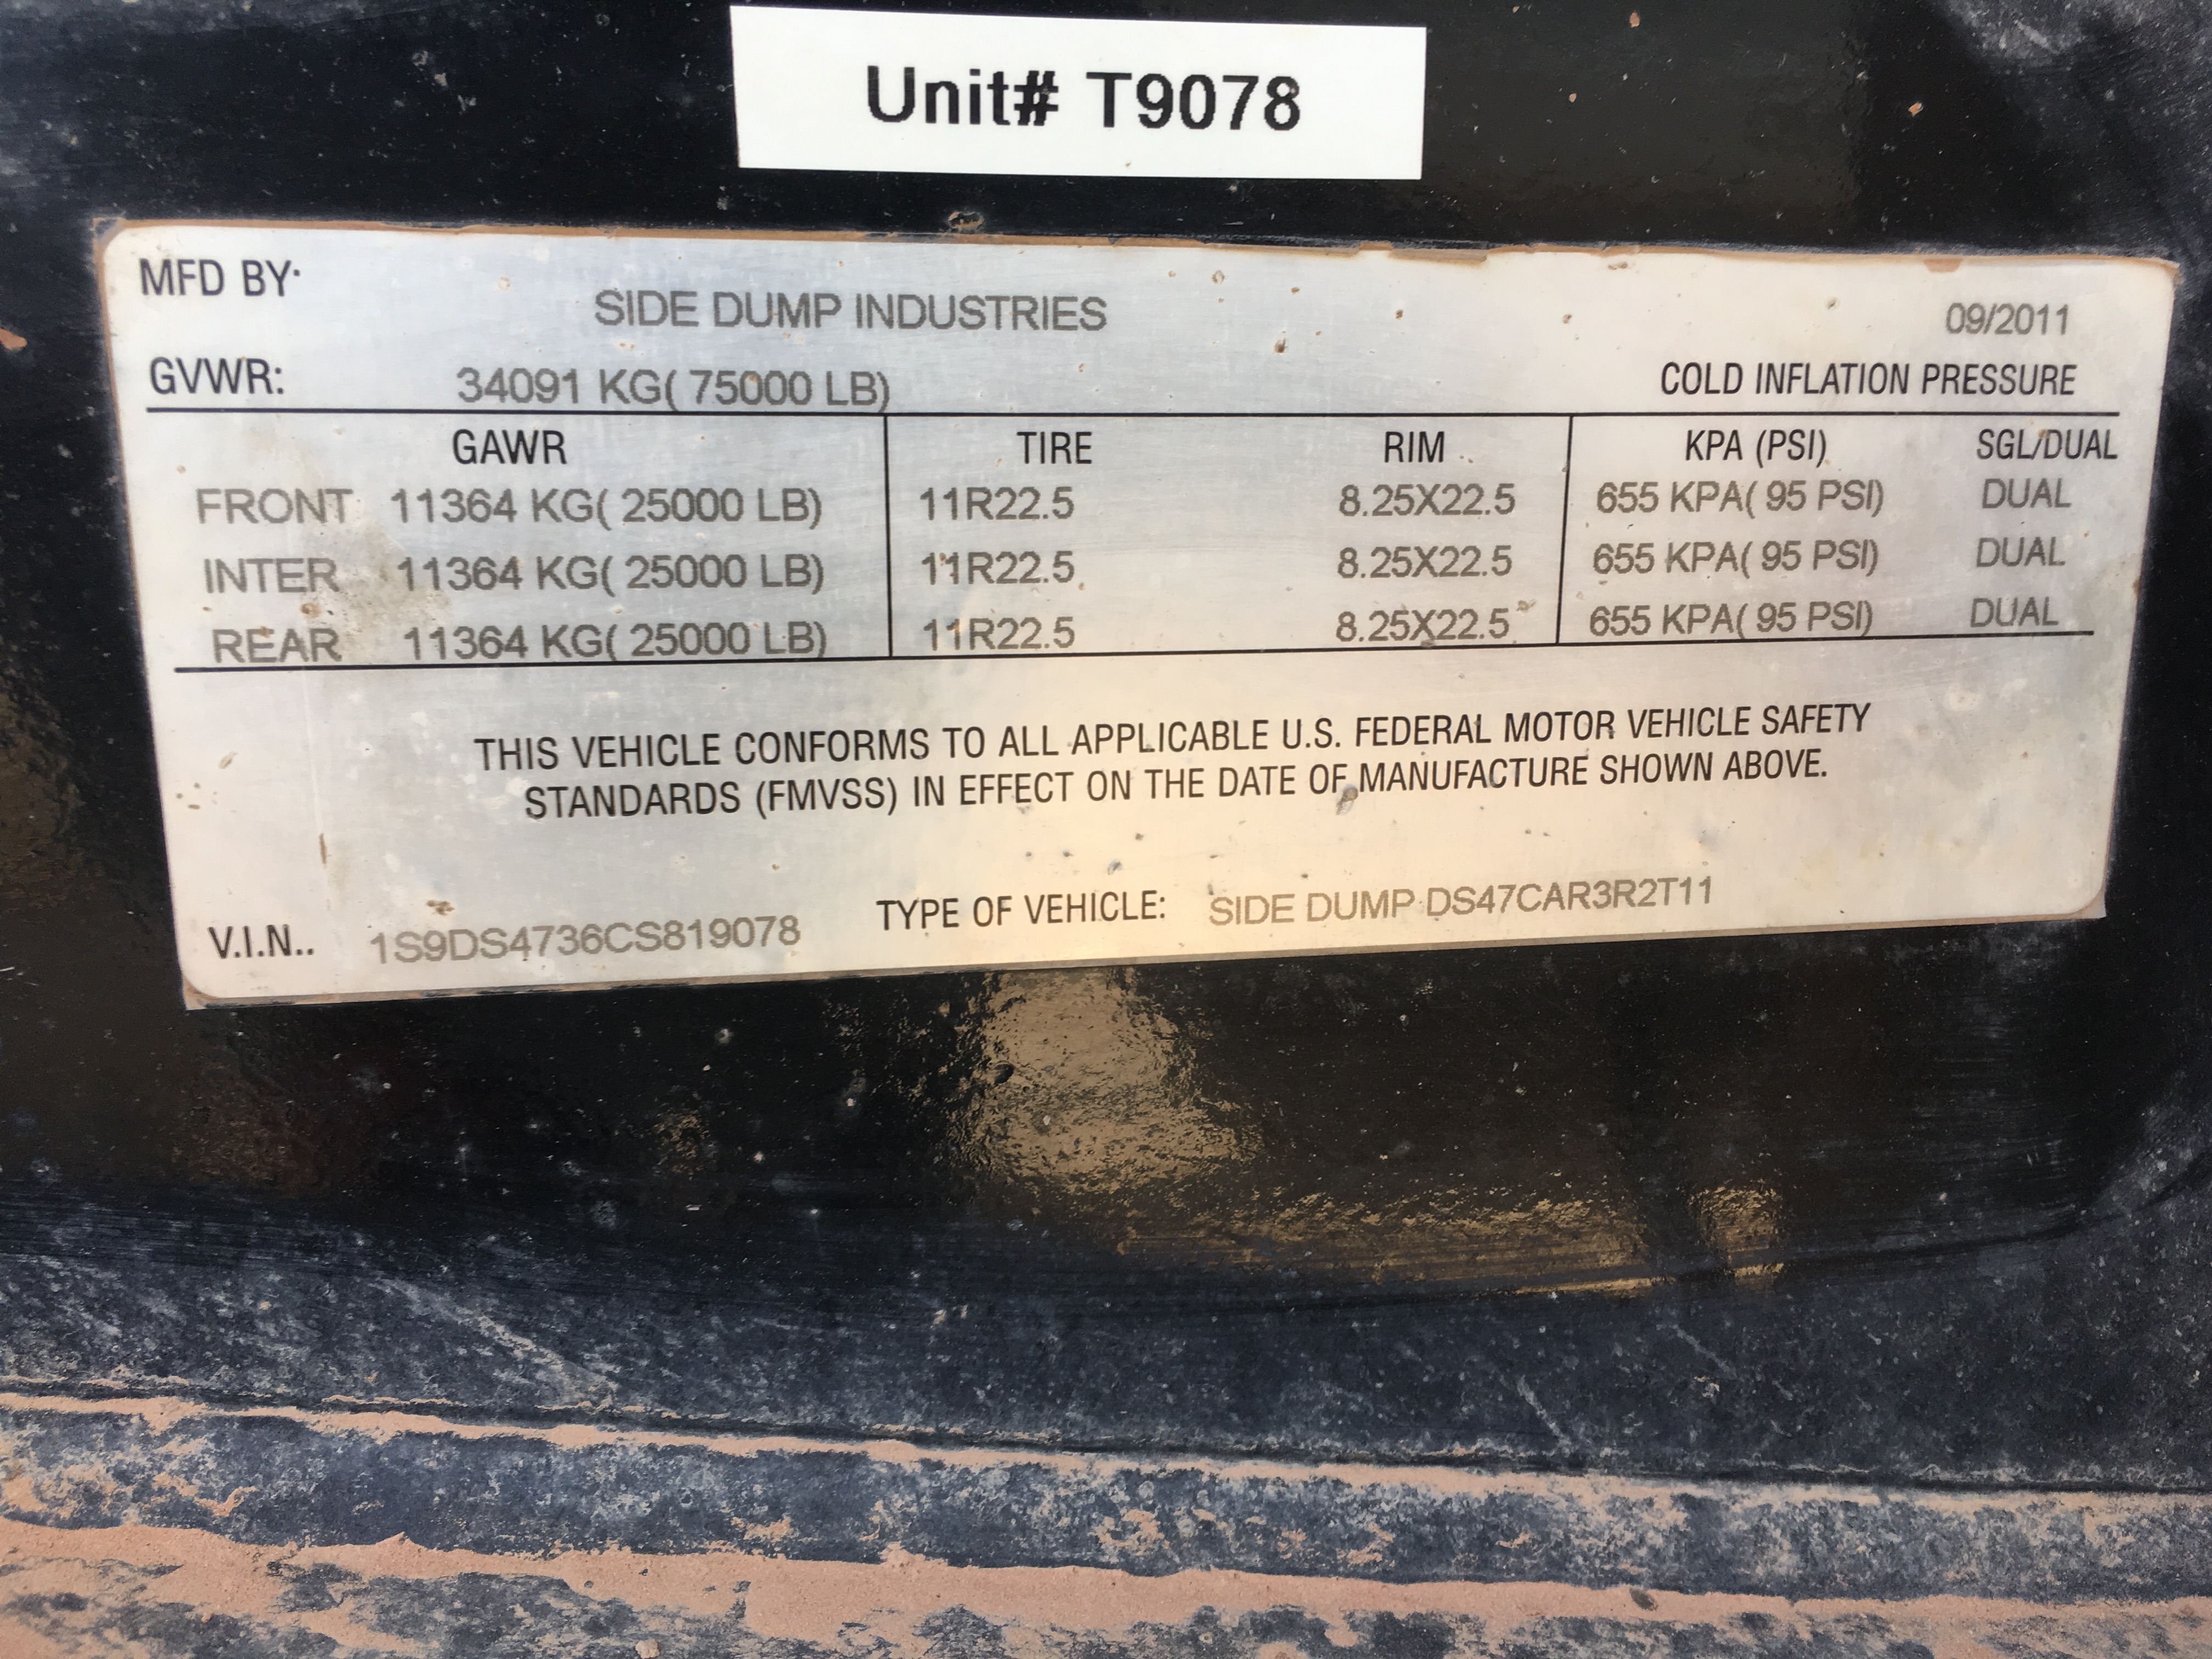 Unit# T9078
MFD BY:
SIDE DUMP INDUSTRIES 09/2011
GVWR: 34091 KG( 75000 LB) COLD INFLATION PRESSURE
GAWR TIRE RIM KPA (PSI) SGL/DUAL
FRONT 11364 KG( 25000 LB) 11R22.5 8.25X22.5 655 KPA( 95 PSI) DUAL
INTER 11364 KG( 25000 LB) 11R22.5 8.25X22.5 655 KPA( 95 PSI) DUAL
REAR 11364 KG( 25000 LB) 11R22.5 8.25X22.5 655 KPA( 95 PSI) DUAL
THIS VEHICLE CONFORMS TO ALL APPLICABLE U.S. FEDERAL MOTOR VEHICLE SAFETY
STANDARDS (FMVSS) IN EFFECT ON THE DATE OF MANUFACTURE SHOWN ABOVE.
V.I.N.. 1S9DS4736CS819078 TYPE OF VEHICLE: SIDE DUMP DS47CAR3R2T11